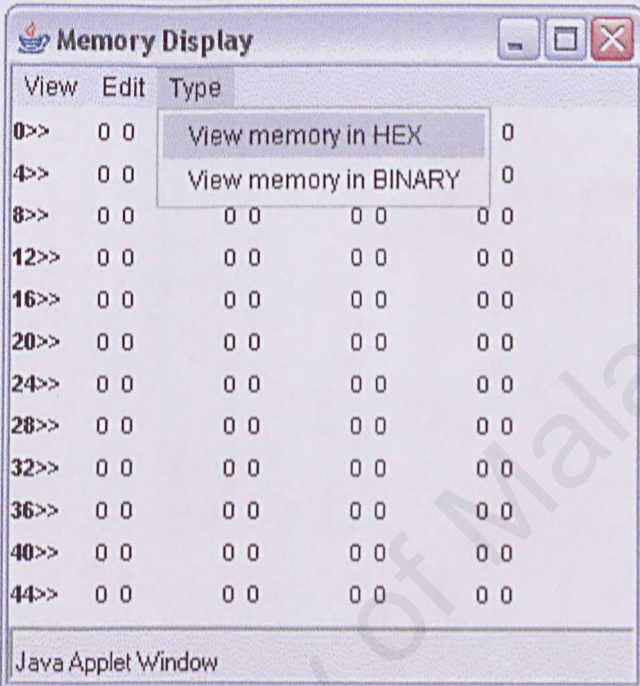 Memory Display
View Edit Type
View memory in HEX
View memory in BINARY
0>> 0 0 0
4>> 0 0 0
8>> 0 0 0 0 0 0 0 0
12>> 0 0 0 0 0 0 0 0
16>> 0 0 0 0 0 0 0 0
20>> 0 0 0 0 0 0 0 0
24>> 0 0 0 0 0 0 0 0
28>> 0 0 0 0 0 0 0 0
32>> 0 0 0 0 0 0 0 0
36>> 0 0 0 0 0 0 0 0
40>> 0 0 0 0 0 0 0 0
44>> 0 0 0 0 0 0 0 0
Java Applet Window
of Mala